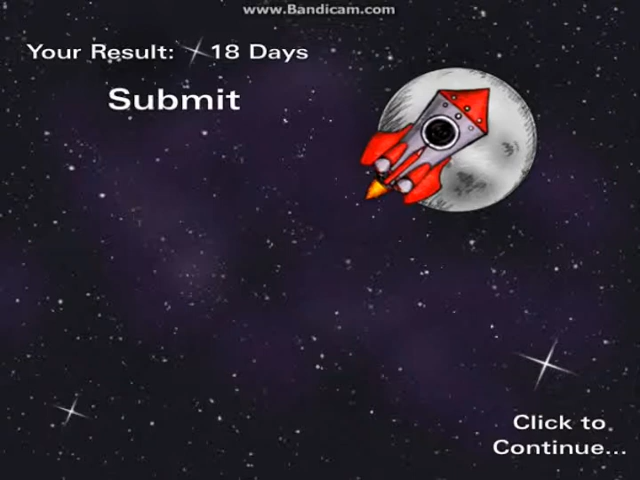 www.Bandicam.com
Your Result: 18 Days
Submit
Click to
Continue...